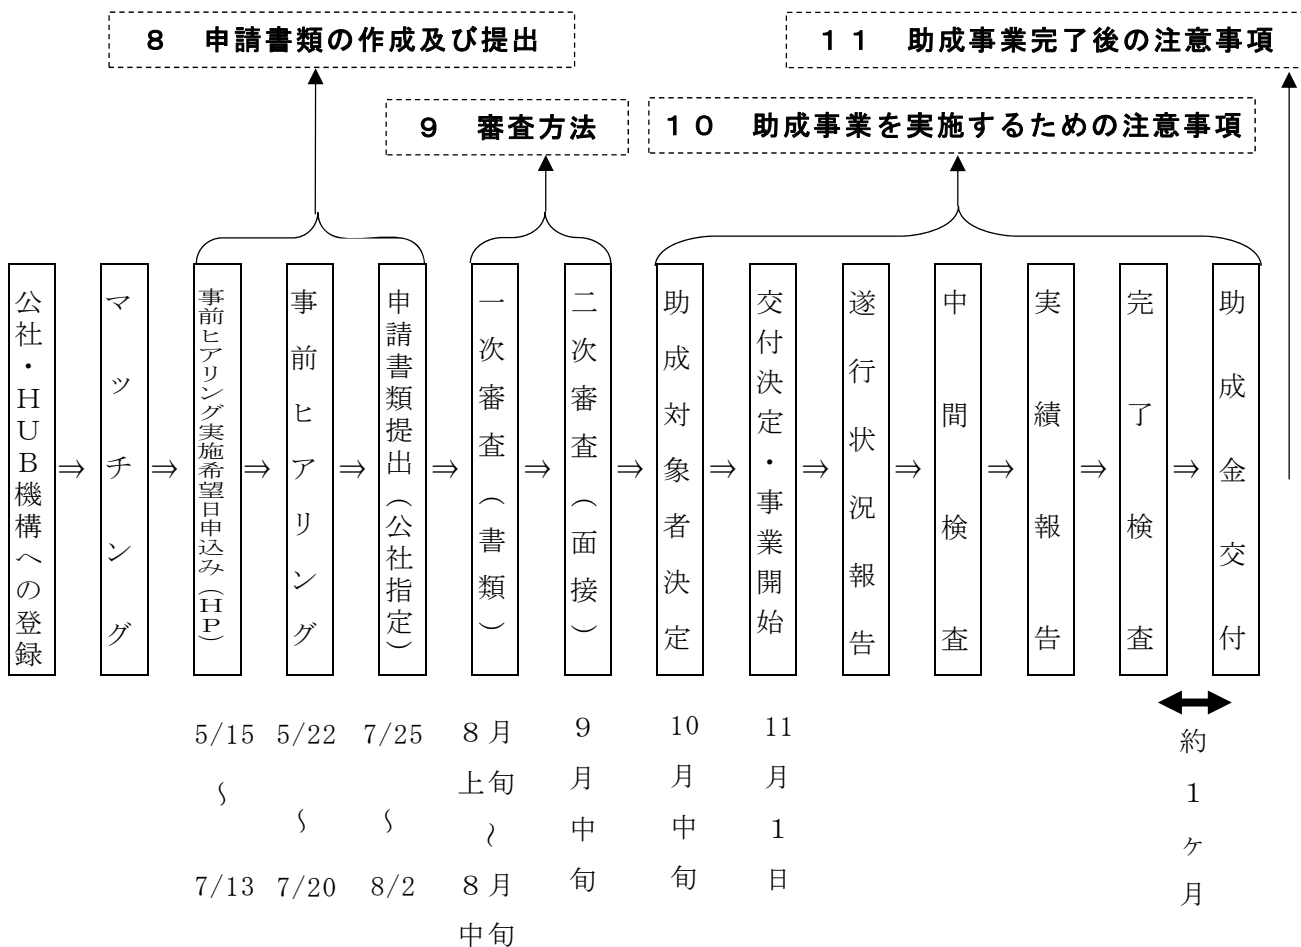 ８　申請書類の作成及び提出
１１　助成事業完了後の注意事項
９　審査方法
１０　助成事業を実施するための注意事項
公社・ＨＵＢ機構への登録
⇒
マッチング
⇒
事前ヒアリング実施希望日申込み（ＨＰ）
⇒
事前ヒアリング
⇒
申請書類提出（公社指定）
⇒
一次審査（書類）
⇒
二次審査（面接）
⇒
助成対象者決定
⇒
交付決定・事業開始
⇒
遂行状況報告
⇒
中間検査
⇒
実績報告
⇒
完了検査
⇒
助成金交付
5/15～7/13
5/22～7/20
7/25～8/2
８月上旬～８月中旬
９月中旬
10月中旬
11月１日
約１ヶ月